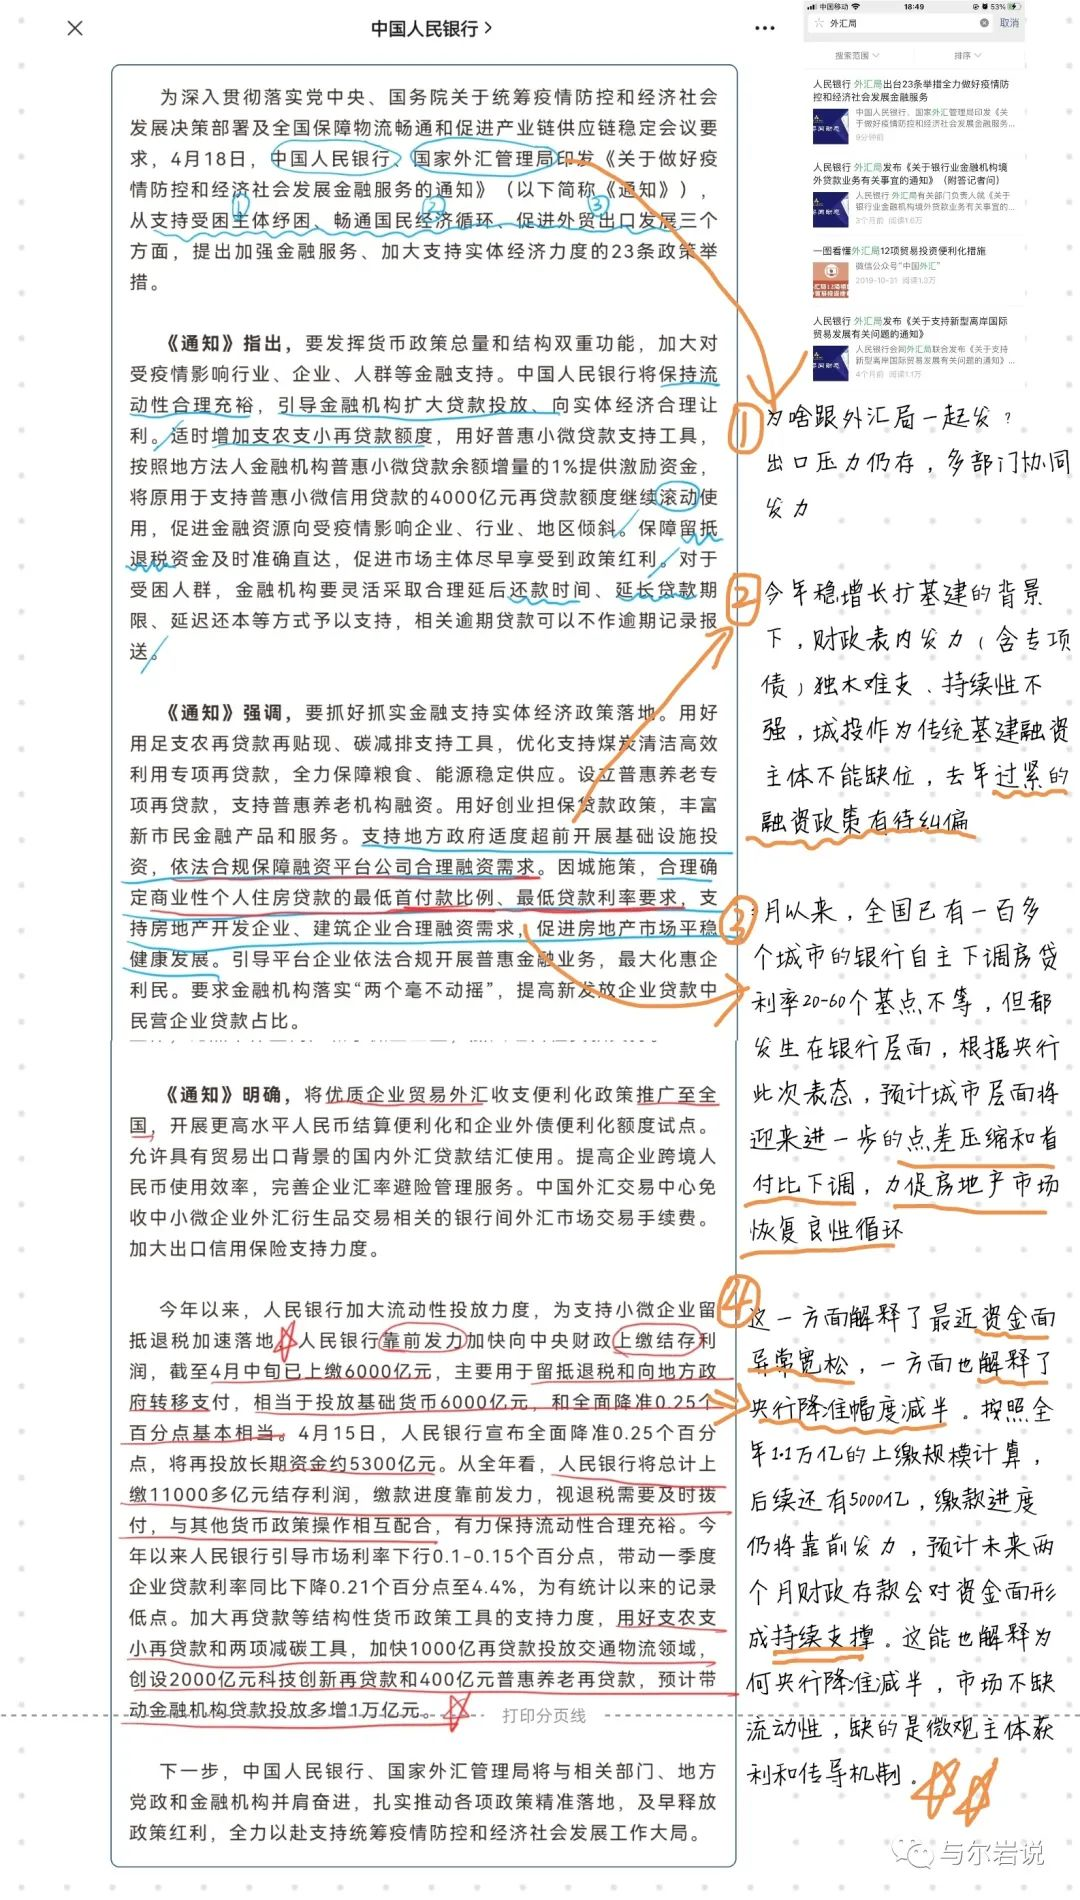 中国人民银行
中国移动
18:49
53%
外汇局
取消
搜索范围
排序
人民银行 外汇局出台23条举措全力做好疫情防
控和经济社会发展金融服务
中国人民银行、国家外汇管理局印发《关
于做好疫情防控和经济社会发展金融服务...
9分钟前
人民银行 外汇局发布《关于银行业金融机构境
外贷款业务有关事宜的通知》（附答记者问）
人民银行 外汇局有关部门负责人就《关于
银行业金融机构境外贷款业务有关事宜的...
3个月前 阅读1.6万
一图看懂外汇局12项贸易投资便利化措施
微信公众号“中国外汇”
2019-10-31 阅读1.3万
人民银行 外汇局发布《关于支持新型离岸国际
贸易发展有关问题的通知》
人民银行会同外汇局联合发布《关于支持
新型离岸国际贸易发展有关问题的通知》...
4个月前 阅读1.1万
为深入贯彻落实党中央、国务院关于统筹疫情防控和经济社会
发展决策部署及全国保障物流畅通和促进产业链供应链稳定会议要
求，4月18日，中国人民银行、国家外汇管理局印发《关于做好疫
情防控和经济社会发展金融服务的通知》（以下简称《通知》），
① ② ③
从支持受困主体纾困、畅通国民经济循环、促进外贸出口发展三个
方面，提出加强金融服务、加大支持实体经济力度的23条政策举
措。
《通知》指出，要发挥货币政策总量和结构双重功能，加大对
受疫情影响行业、企业、人群等金融支持。中国人民银行将保持流
动性合理充裕，引导金融机构扩大贷款投放、向实体经济合理让
利。适时增加支农支小再贷款额度，用好普惠小微贷款支持工具，
按照地方法人金融机构普惠小微贷款余额增量的1%提供激励资金，
将原用于支持普惠小微信用贷款的4000亿元再贷款额度继续滚动使
用，促进金融资源向受疫情影响企业、行业、地区倾斜。保障留抵
退税资金及时准确直达，促进市场主体尽早享受到政策红利。对于
受困人群，金融机构要灵活采取合理延后还款时间、延长贷款期
限、延迟还本等方式予以支持，相关逾期贷款可以不作逾期记录报
送。
《通知》强调，要抓好抓实金融支持实体经济政策落地。用好
用足支农再贷款再贴现、碳减排支持工具，优化支持煤炭清洁高效
利用专项再贷款，全力保障粮食、能源稳定供应。设立普惠养老专
项再贷款，支持普惠养老机构融资。用好创业担保贷款政策，丰富
新市民金融产品和服务。支持地方政府适度超前开展基础设施投
资，依法合规保障融资平台公司合理融资需求。因城施策，合理确
定商业性个人住房贷款的最低首付款比例、最低贷款利率要求，支
持房地产开发企业、建筑企业合理融资需求，促进房地产市场平稳
健康发展。引导平台企业依法合规开展普惠金融业务，最大化惠企
利民。要求金融机构落实“两个毫不动摇”，提高新发放企业贷款中
民营企业贷款占比。
《通知》明确，将优质企业贸易外汇收支便利化政策推广至全
国，开展更高水平人民币结算便利化和企业外债便利化额度试点。
允许具有贸易出口背景的国内外汇贷款结汇使用。提高企业跨境人
民币使用效率，完善企业汇率避险管理服务。中国外汇交易中心免
收中小微企业外汇衍生品交易相关的银行间外汇市场交易手续费。
加大出口信用保险支持力度。
今年以来，人民银行加大流动性投放力度，为支持小微企业留
抵退税加速落地，人民银行靠前发力加快向中央财政上缴结存利
润，截至4月中旬已上缴6000亿元，主要用于留抵退税和向地方政
府转移支付，相当于投放基础货币6000亿元，和全面降准0.25个
百分点基本相当。4月15日，人民银行宣布全面降准0.25个百分
点，将再投放长期资金约5300亿元。从全年看，人民银行将总计上
缴11000多亿元结存利润，缴款进度靠前发力，视退税需要及时拨
付，与其他货币政策操作相互配合，有力保持流动性合理充裕。今
年以来人民银行引导市场利率下行0.1-0.15个百分点，带动一季度
企业贷款利率同比下降0.21个百分点至4.4%，为有统计以来的记录
低点。加大再贷款等结构性货币政策工具的支持力度，用好支农支
小再贷款和两项减碳工具，加快1000亿再贷款投放交通物流领域，
创设2000亿元科技创新再贷款和400亿元普惠养老再贷款，预计带
动金融机构贷款投放多增1万亿元。
打印分页线
下一步，中国人民银行、国家外汇管理局将与相关部门、地方
党政和金融机构并肩奋进，扎实推动各项政策精准落地，及早释放
政策红利，全力以赴支持统筹疫情防控和经济社会发展工作大局。
① 为啥跟外汇局一起发？
出口压力仍存，多部门协同
发力
② 今年稳增长扩基建的背景
下，财政表内发力（含专项
债）独木难支、持续性不
强，城投作为传统基建融资
主体不能缺位，去年过紧的
融资政策有待纠偏
③ 月以来，全国已有一百多
个城市的银行自主下调房贷
利率20-60个基点不等，但都
发生在银行层面，根据央行
此次表态，预计城市层面将
迎来进一步的点差压缩和首
付比下调，力促房地产市场
恢复良性循环
④ 这一方面解释了最近资金面
异常宽松，一方面也解释了
央行降准幅度减半。按照全
年1.1万亿的上缴规模计算，
后续还有5000亿，缴款进度
仍将靠前发力，预计未来两
个月财政存款会对资金面形
成持续支撑。这能也解释为
何央行降准减半，市场不缺
流动性，缺的是微观主体获
利和传导机制。
与尔岩说